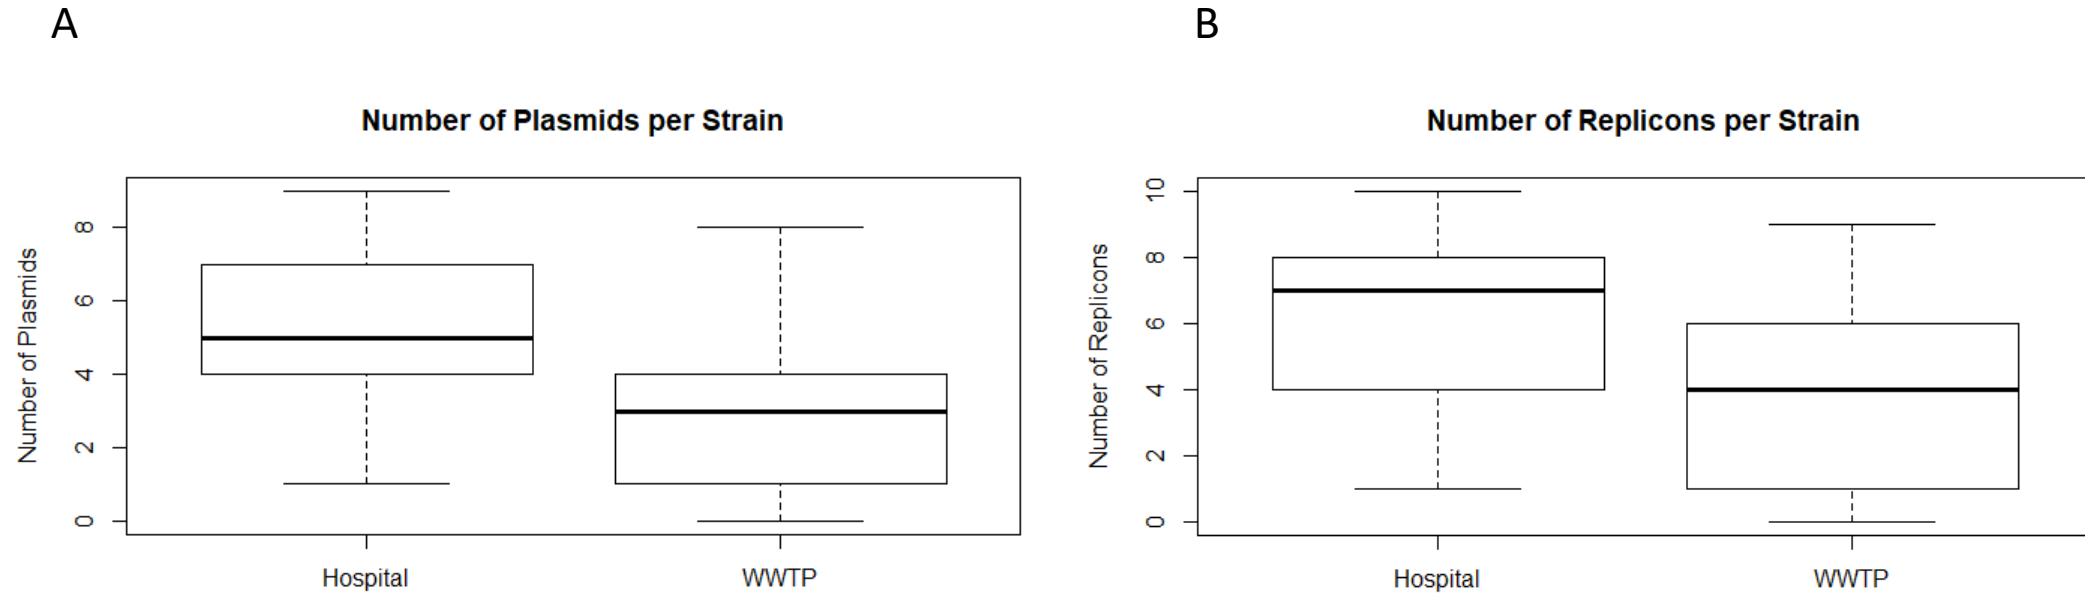 A
Number of Plasmids per Strain
Number of Plasmids
8
6
4
2
0
Hospital
WWTP
B
Number of Replicons per Strain
Number of Replicons
10
8
6
4
2
0
Hospital
WWTP